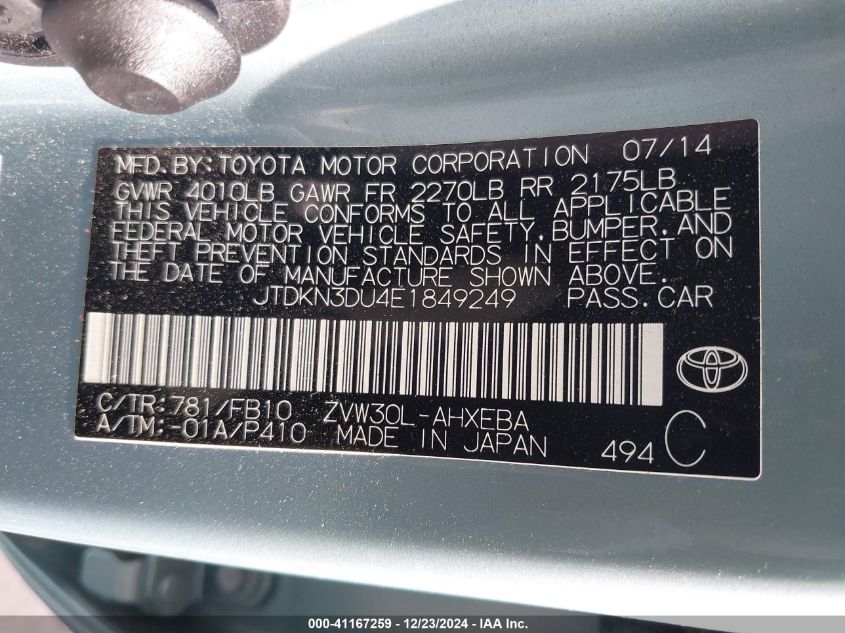 MFD.BY:TOYOTA MOTOR CORPORATION 07/14
GVWR 4010LB GAWR FR 2270LB RR 2175LB
THIS VEHICLE CONFORMS TO ALL APPLICABLE
FEDERAL MOTOR VEHICLE SAFETY,BUMPER,AND
THEFT PREVENTION STANDARDS IN EFFECT ON
THE DATE OF MANUFACTURE SHOWN ABOVE.
JTDKN3DU4E1849249 PASS.CAR
C/TR:781/FB10 ZVW30L-AHXEBA
A/TM:-01A/P410 MADE IN JAPAN 494 C
000-41167259 - 12/23/2024 - IAA Inc.